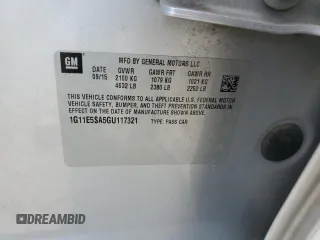 GM
MFD BY GENERAL MOTORS LLC
DATE GVWR GAWR FRT GAWR RR
09/15 2100 KG 1079 KG 1021 KG
4632 LB 2380 LB 2252 LB
THIS VEHICLE CONFORMS TO ALL APPLICABLE U.S. FEDERAL MOTOR
VEHICLE SAFETY, BUMPER, AND THEFT PREVENTION STANDARDS
IN EFFECT ON THE DATE OF MANUFACTURE SHOWN ABOVE.
1G11E5SA5GU117321 TYPE: PASS CAR
DREAMBID